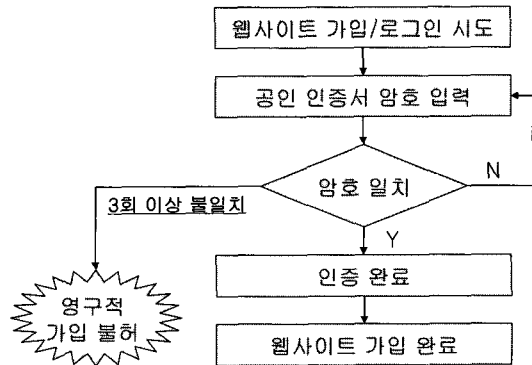 웹사이트 가입/로그인 시도
공인 인증서 암호 입력
암호 일치
N
3회 이상 불일치
Y
인증 완료
영구적
가입 불허
웹사이트 가입 완료